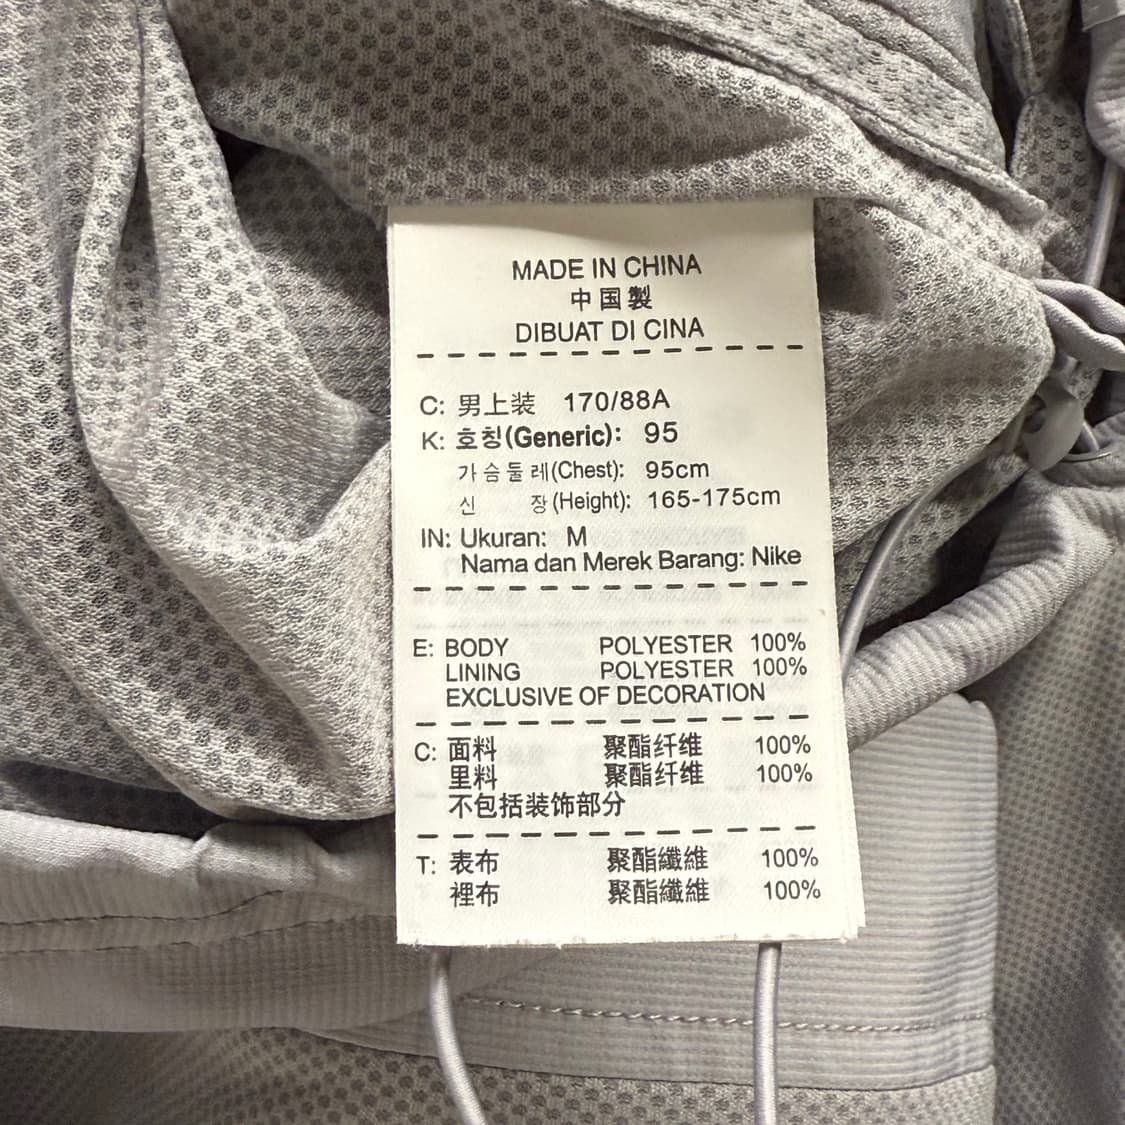 MADE IN CHINA
中国製
DIBUAT DI CINA
C: 男上装 170/88A
K: 호칭(Generic): 95
가슴둘레(Chest): 95cm
신 장(Height): 165-175cm
IN: Ukuran: M
Nama dan Merek Barang: Nike
E: BODY POLYESTER 100%
LINING POLYESTER 100%
EXCLUSIVE OF DECORATION
C: 面料 聚酯纤维 100%
里料 聚酯纤维 100%
不包括装饰部分
T: 表布 聚酯纖維 100%
裡布 聚酯纖維 100%